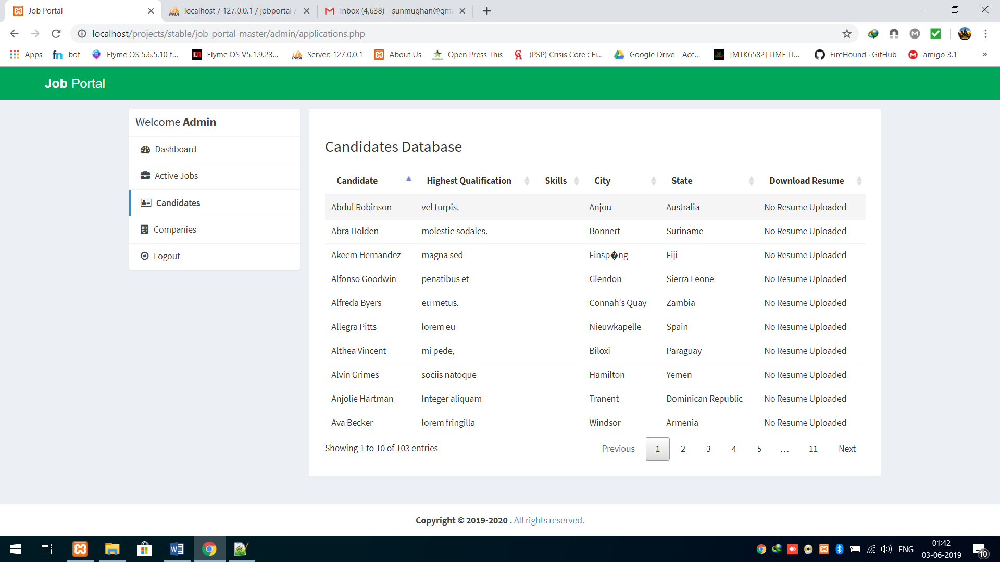 Job Portal
localhost / 127.0.0.1 / jobportal /
Inbox (4,638) - sunmughan@gm
localhost/projects/stable/job-portal-master/admin/applications.php
Apps
bot
Flyme OS 5.6.5.10 t...
Flyme OS V5.1.9.23...
Server: 127.0.0.1
About Us
Open Press This
(PSP) Crisis Core : Fi...
Google Drive - Acc...
[MTK6582] LIME LI...
FireHound · GitHub
amigo 3.1
»
Job Portal
Welcome Admin
Dashboard
Active Jobs
Candidates
Companies
Logout
Candidates Database
Candidate Highest Qualification Skills City State Download Resume
Abdul Robinson vel turpis. Anjou Australia No Resume Uploaded
Abra Holden molestie sodales. Bonnert Suriname No Resume Uploaded
Akeem Hernandez magna sed Finsp�ng Fiji No Resume Uploaded
Alfonso Goodwin penatibus et Glendon Sierra Leone No Resume Uploaded
Alfreda Byers eu metus. Connah's Quay Zambia No Resume Uploaded
Allegra Pitts lorem eu Nieuwkapelle Spain No Resume Uploaded
Althea Vincent mi pede, Biloxi Paraguay No Resume Uploaded
Alvin Grimes sociis natoque Hamilton Yemen No Resume Uploaded
Anjolie Hartman Integer aliquam Tranent Dominican Republic No Resume Uploaded
Ava Becker lorem fringilla Windsor Armenia No Resume Uploaded
Showing 1 to 10 of 103 entries
Previous 1 2 3 4 5 … 11 Next
Copyright © 2019-2020 . All rights reserved.
ENG
01:42
03-06-2019
10